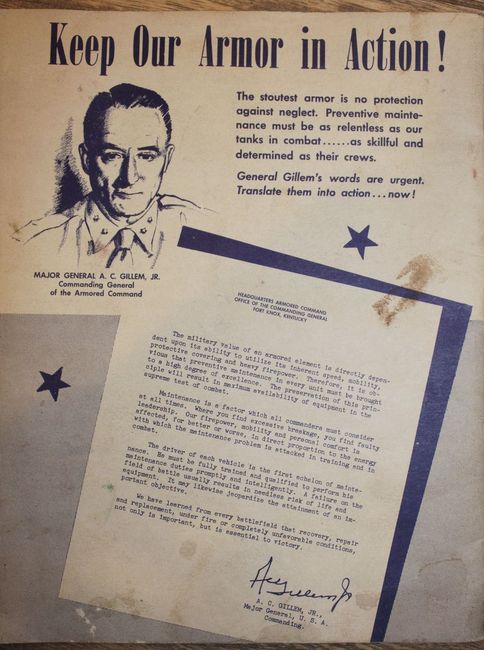 Keep Our Armor in Action!
The stoutest armor is no protection
against neglect. Preventive mainte-
nance must be as relentless as our
tanks in combat......as skillful and
determined as their crews.
General Gillem's words are urgent.
Translate them into action...now!
MAJOR GENERAL A. C. GILLEM, JR.
Commanding General
of the Armored Command
HEADQUARTERS ARMORED COMMAND
OFFICE OF THE COMMANDING GENERAL
FORT KNOX, KENTUCKY
The military value of an armored element is directly depen-
dent upon its ability to utilize its inherent speed, mobility,
protective covering and heavy firepower. Therefore, it is ob-
vious that preventive maintenance in every unit must be brought
to a high degree of excellence. The preservation of this prin-
ciple will result in maximum availability of equipment in the
supreme test of combat.
Maintenance is a factor which all commanders must consider
at all times. Where you find excessive breakage, you find faulty
leadership. Our firepower, mobility and personal comfort is
affected, for better or worse, in direct proportion to the energy
with which the maintenance problem is attacked in training and in
combat.
The driver of each vehicle is the first echelon of mainte-
nance. He must be fully trained and qualified to perform his
maintenance duties promptly and intelligently. A failure on the
field of battle usually results in needless risk of life and
equipment. It may likewise jeopardize the attainment of an im-
portant objective.
We have learned from every battlefield that recovery, repair
and replacement, under fire or completely unfavorable conditions,
not only is important, but is essential to victory.
A C Gillem Jr
A. C. GILLEM, JR.,
Major General, U. S. A.
Commanding.